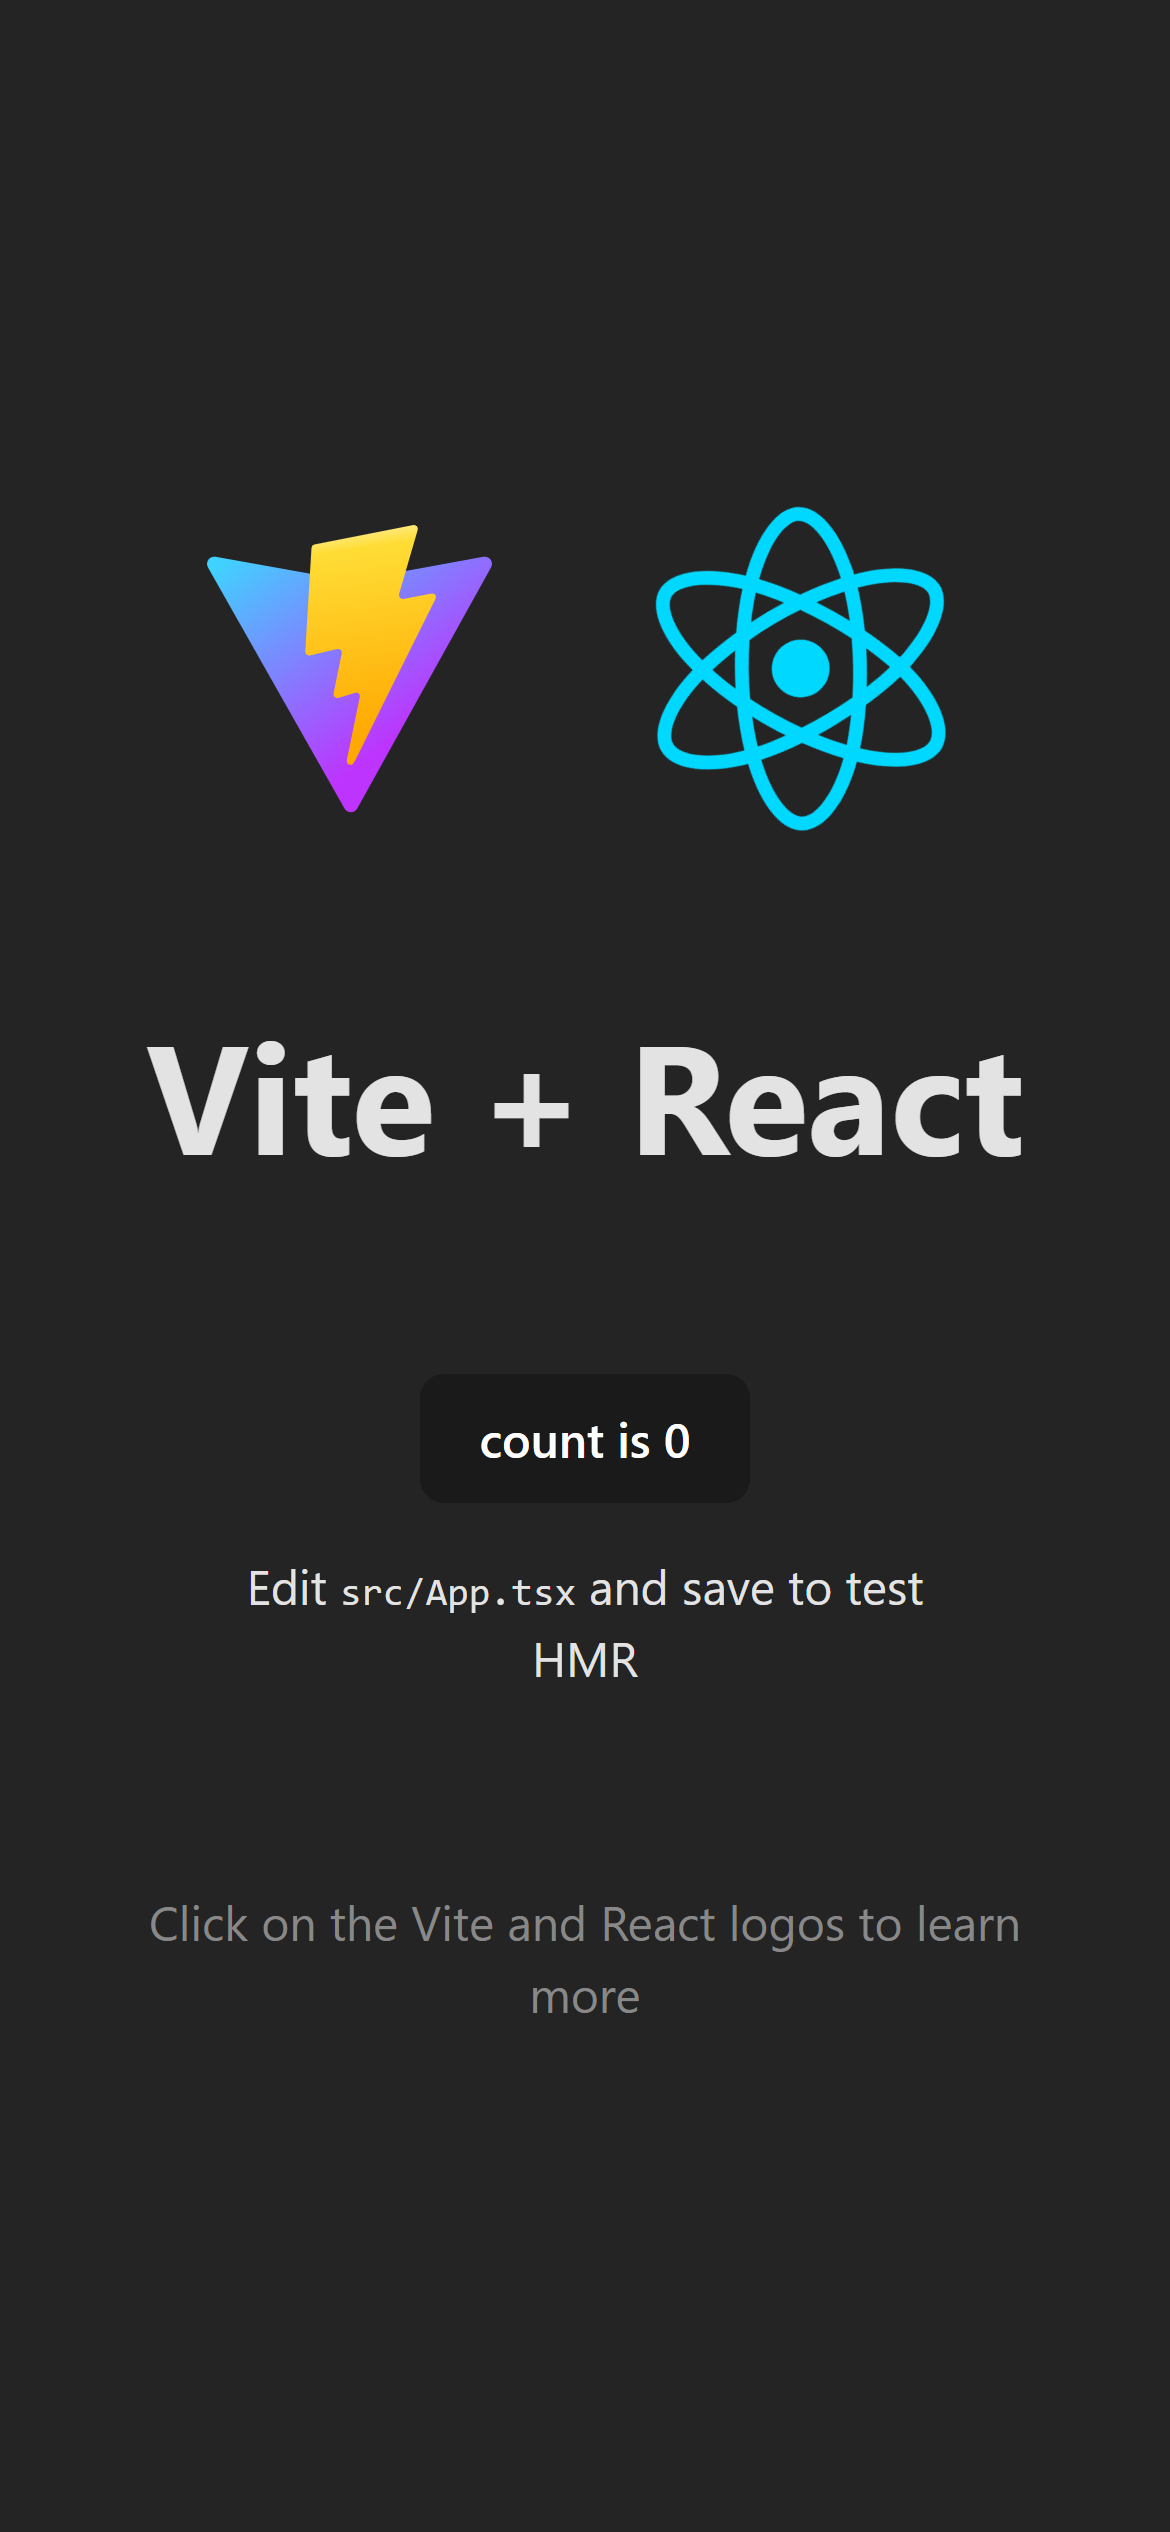 Vite + React
count is 0
Edit src/App.tsx and save to test
HMR
Click on the Vite and React logos to learn
more